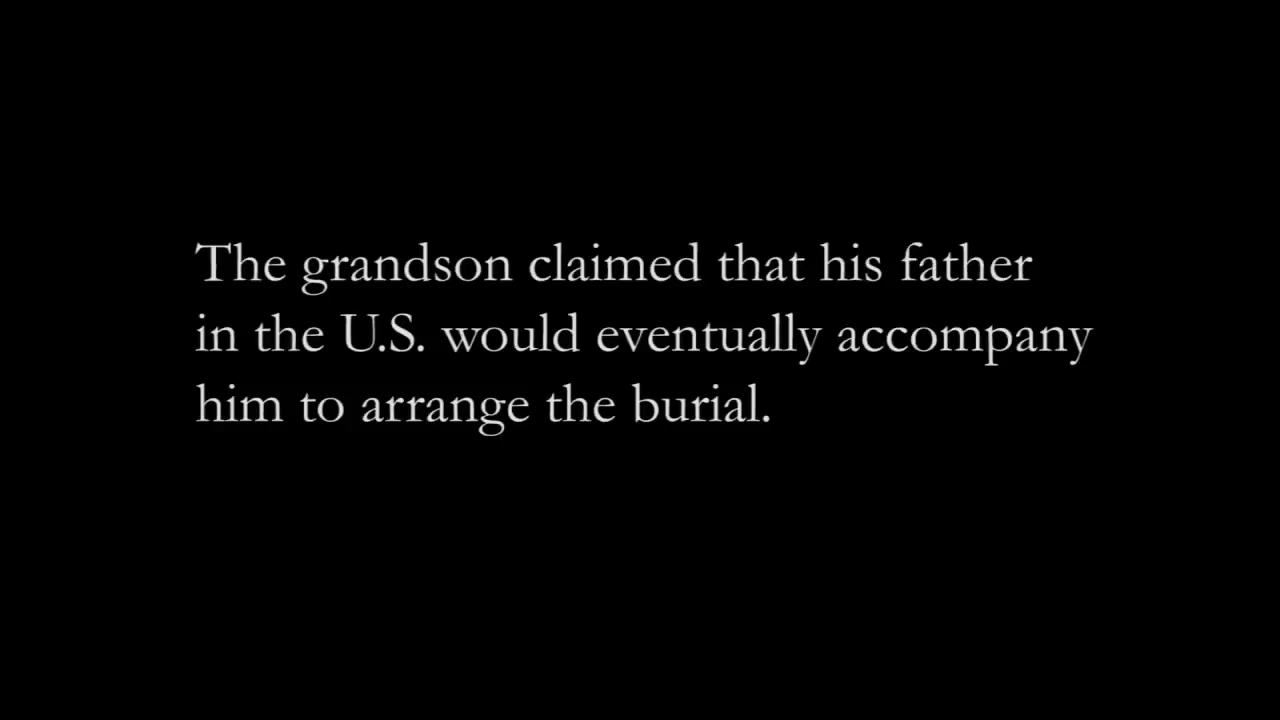 The grandson claimed that his father
in the U.S. would eventually accompany
him to arrange the burial.